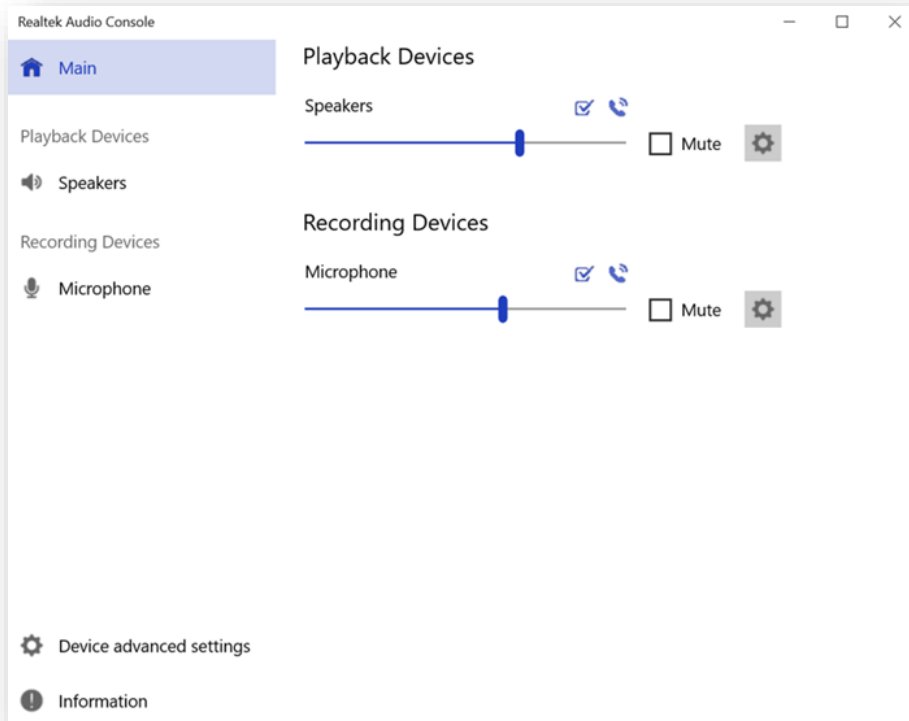 Realtek Audio Console
Main
Playback Devices
Speakers
Recording Devices
Microphone
Device advanced settings
Information
Playback Devices
Speakers
Mute
Recording Devices
Microphone
Mute